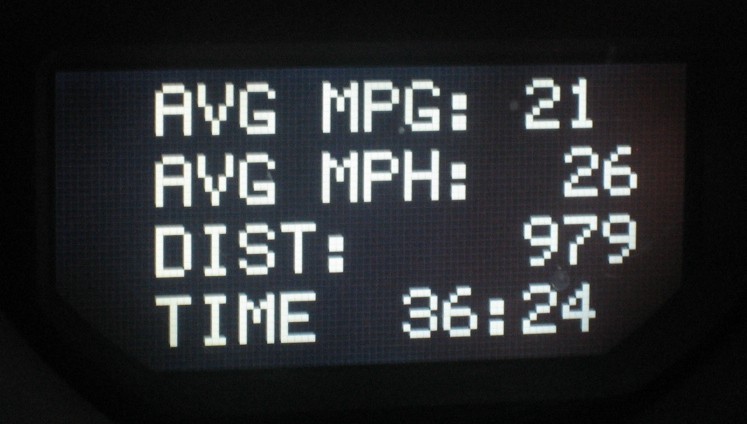 AVG MPG: 21
AVG MPH: 26
DIST: 979
TIME 36:24